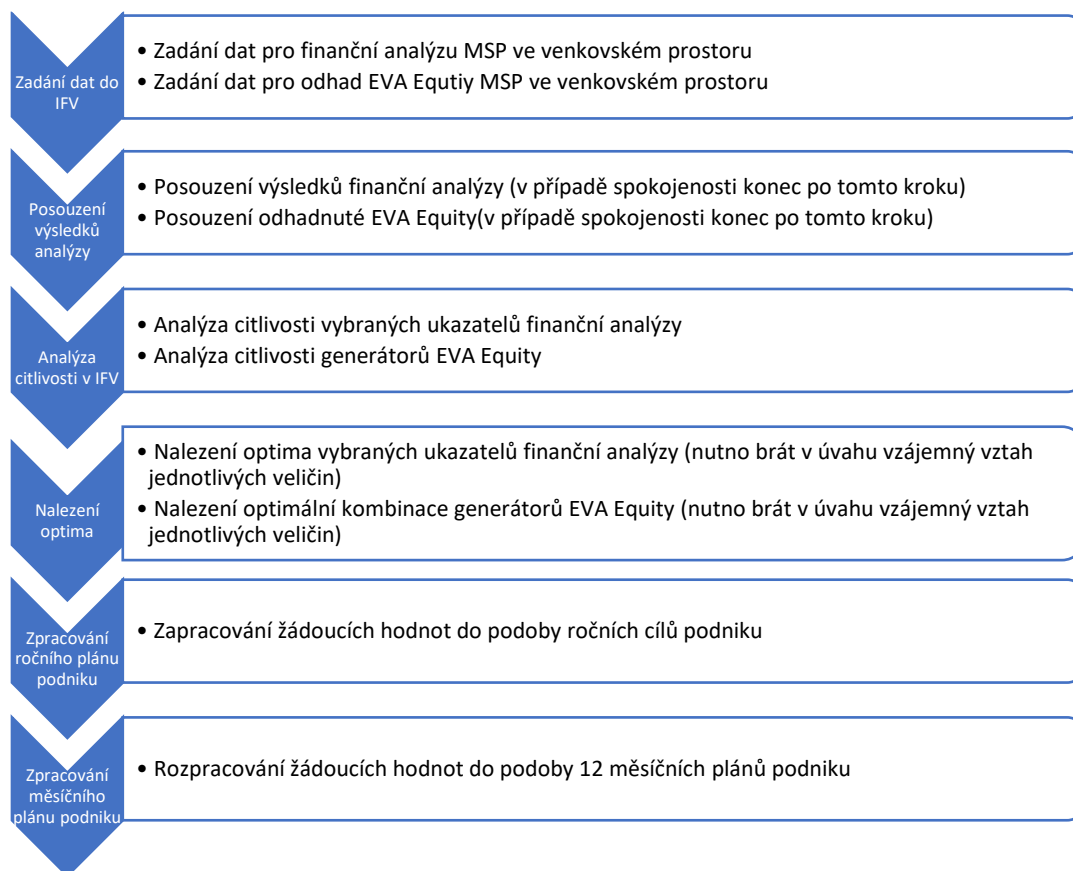 Zadání dat do
IFV
• Zadání dat pro finanční analýzu MSP ve venkovském prostoru
• Zadání dat pro odhad EVA Equtiy MSP ve venkovském prostoru
Posouzení
výsledků
analýzy
• Posouzení výsledků finanční analýzy (v případě spokojenosti konec po tomto kroku)
• Posouzení odhadnuté EVA Equity(v případě spokojenosti konec po tomto kroku)
Analýza
citlivosti v IFV
• Analýza citlivosti vybraných ukazatelů finanční analýzy
• Analýza citlivosti generátorů EVA Equity
Nalezení
optima
• Nalezení optima vybraných ukazatelů finanční analýzy (nutno brát v úvahu vzájemný vztah
jednotlivých veličin)
• Nalezení optimální kombinace generátorů EVA Equity (nutno brát v úvahu vzájemný vztah
jednotlivých veličin)
Zpracování
ročního plánu
podniku
• Zapracování žádoucích hodnot do podoby ročních cílů podniku
Zpracování
měsíčního
plánu podniku
• Rozpracování žádoucích hodnot do podoby 12 měsíčních plánů podniku